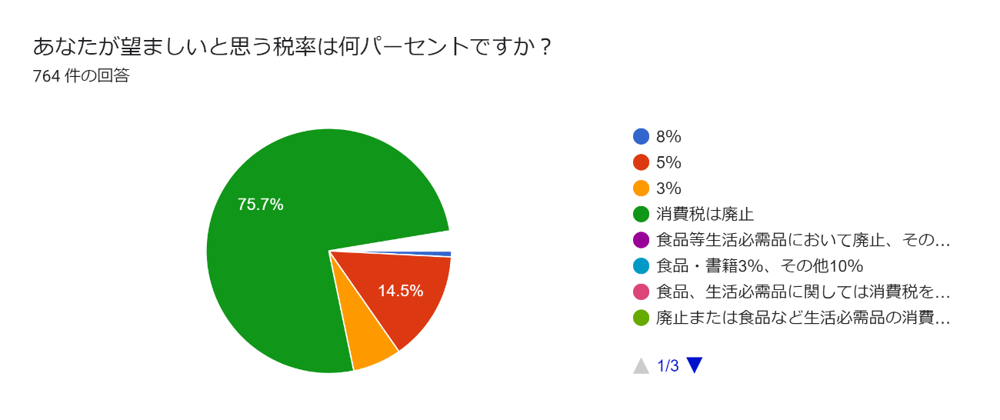 あなたが望ましいと思う税率は何パーセントですか？
764 件の回答
75.7%
14.5%
8%
5%
3%
消費税は廃止
食品等生活必需品において廃止、その…
食品・書籍3%、その他10%
食品、生活必需品に関しては消費税を…
廃止または食品など生活必需品の消費…
1/3